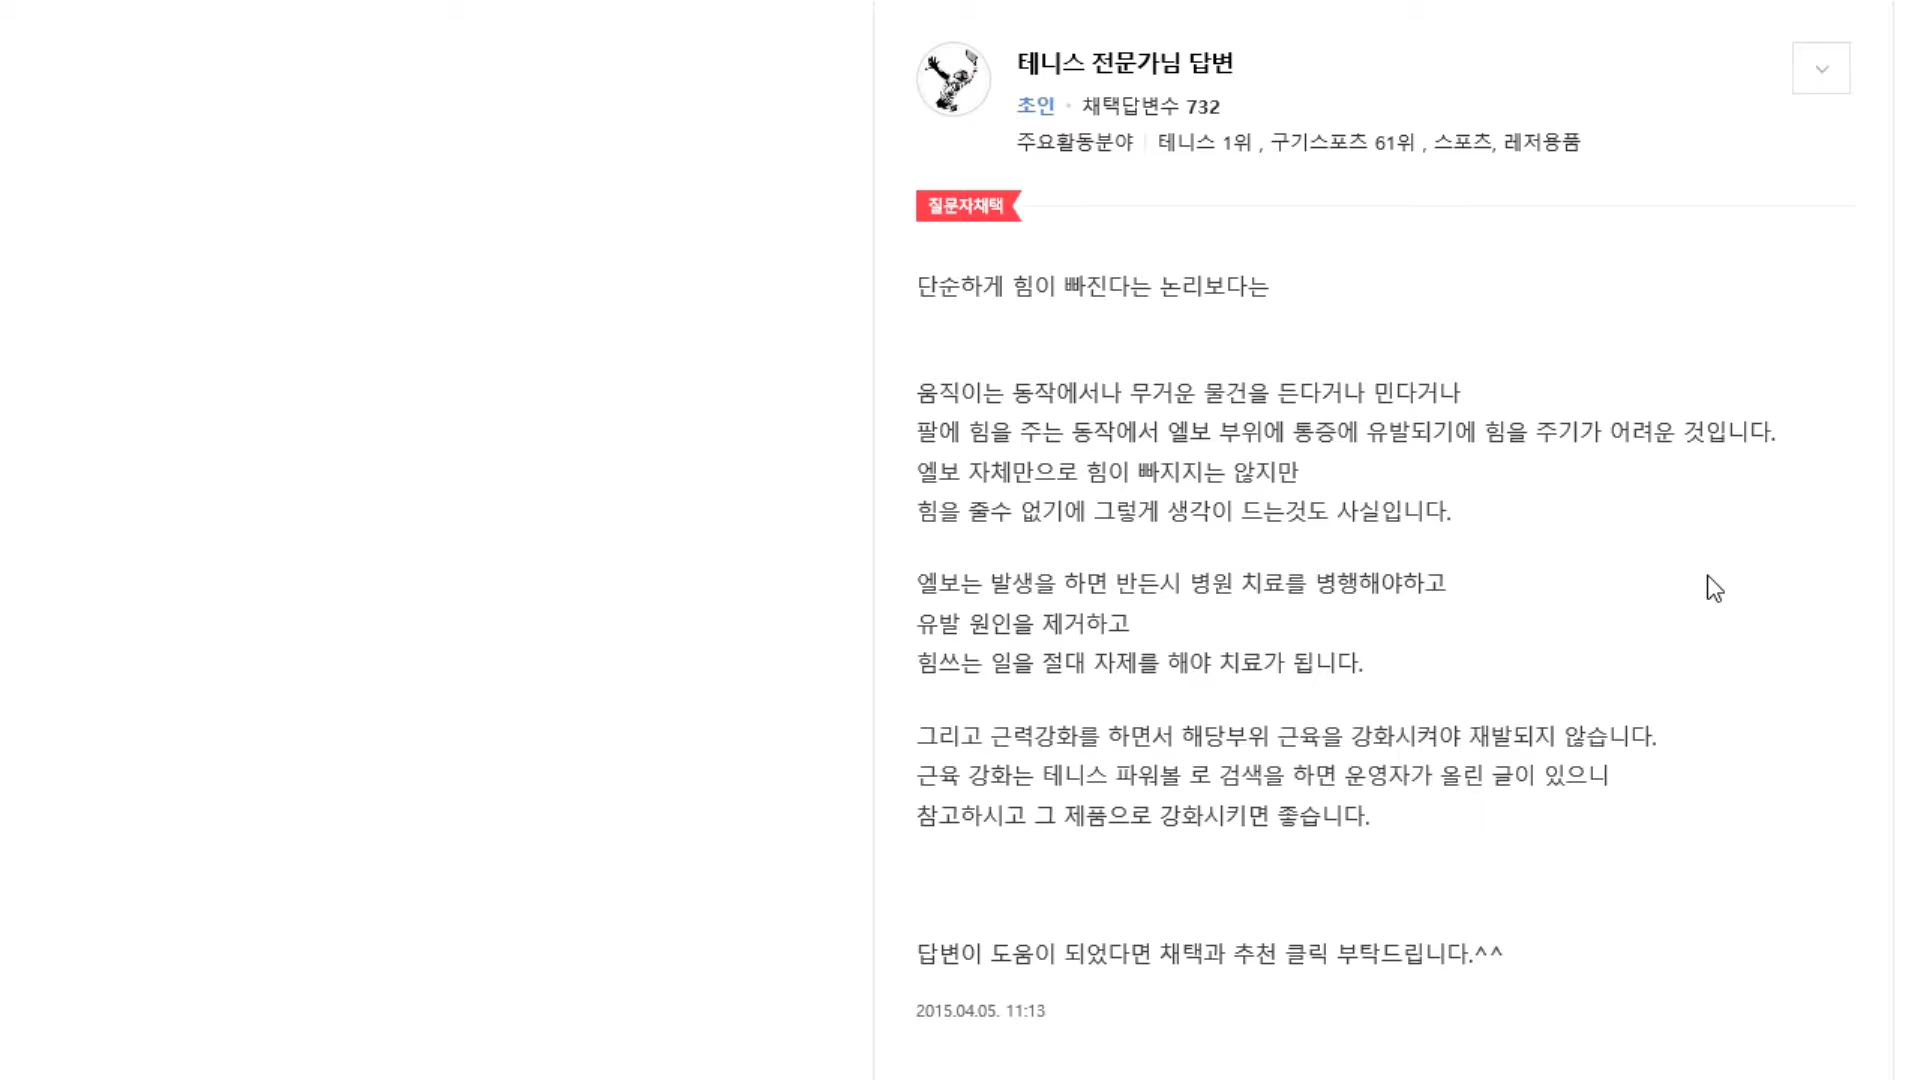 테니스 전문가님 답변
초인 • 채택답변수 732
주요활동분야 | 테니스 1위 , 구기스포츠 61위 , 스포츠, 레저용품
질문자채택
단순하게 힘이 빠진다는 논리보다는
움직이는 동작에서나 무거운 물건을 든다거나 민다거나
팔에 힘을 주는 동작에서 엘보 부위에 통증에 유발되기에 힘을 주기가 어려운 것입니다.
엘보 자체만으로 힘이 빠지지는 않지만
힘을 줄수 없기에 그렇게 생각이 드는것도 사실입니다.
엘보는 발생을 하면 반든시 병원 치료를 병행해야하고
유발 원인을 제거하고
힘쓰는 일을 절대 자제를 해야 치료가 됩니다.
그리고 근력강화를 하면서 해당부위 근육을 강화시켜야 재발되지 않습니다.
근육 강화는 테니스 파워볼 로 검색을 하면 운영자가 올린 글이 있으니
참고하시고 그 제품으로 강화시키면 좋습니다.
답변이 도움이 되었다면 채택과 추천 클릭 부탁드립니다.^^
2015.04.05. 11:13